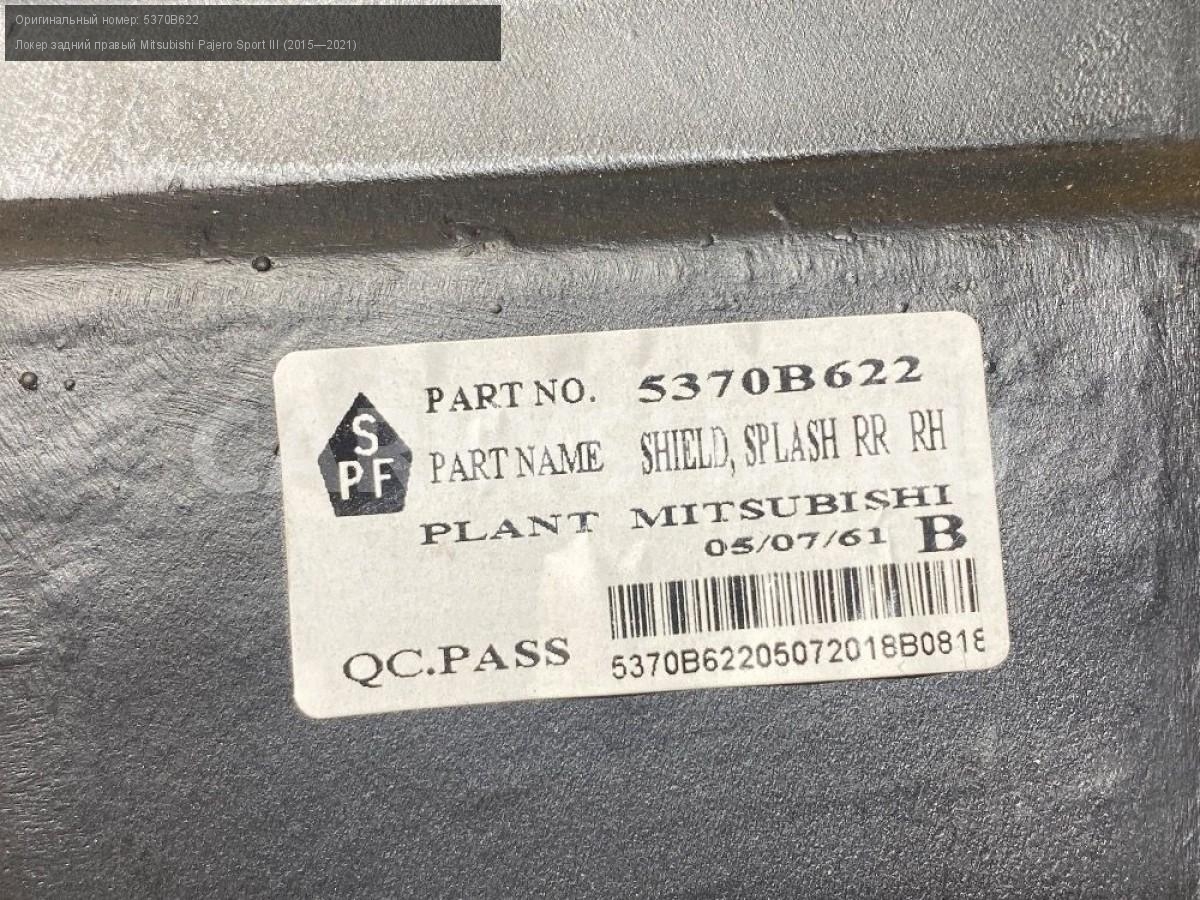 Оригинальный номер: 5370B622
Локер задний правый Mitsubishi Pajero Sport III (2015—2021)
PART NO. 5370B622
S
PF
PART NAME SHIELD, SPLASH RR RH
PLANT MITSUBISHI
05/07/61 B
QC.PASS
5370B62205072018B0818